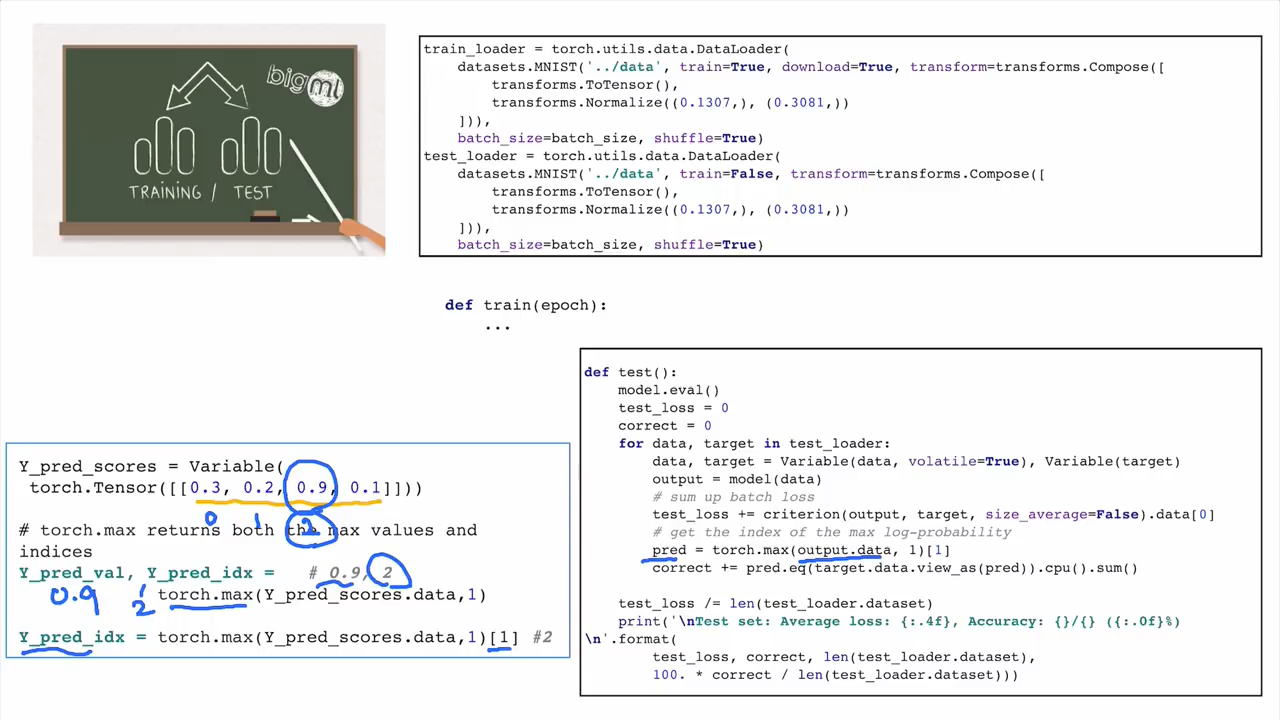 bigml
TRAINING / TEST
train_loader = torch.utils.data.DataLoader(
datasets.MNIST('../data', train=True, download=True, transform=transforms.Compose([
transforms.ToTensor(),
transforms.Normalize((0.1307,), (0.3081,))
])),
batch_size=batch_size, shuffle=True)
test_loader = torch.utils.data.DataLoader(
datasets.MNIST('../data', train=False, transform=transforms.Compose([
transforms.ToTensor(),
transforms.Normalize((0.1307,), (0.3081,))
])),
batch_size=batch_size, shuffle=True)
def train(epoch):
...
Y_pred_scores = Variable(
torch.Tensor([[0.3, 0.2, 0.9, 0.1]]))
0 1 2
# torch.max returns both the max values and
indices
Y_pred_val, Y_pred_idx = # 0.9, 2
0.9 2 torch.max(Y_pred_scores.data,1)
Y_pred_idx = torch.max(Y_pred_scores.data,1)[1] #2
def test():
model.eval()
test_loss = 0
correct = 0
for data, target in test_loader:
data, target = Variable(data, volatile=True), Variable(target)
output = model(data)
# sum up batch loss
test_loss += criterion(output, target, size_average=False).data[0]
# get the index of the max log-probability
pred = torch.max(output.data, 1)[1]
correct += pred.eq(target.data.view_as(pred)).cpu().sum()
test_loss /= len(test_loader.dataset)
print('\nTest set: Average loss: {:.4f}, Accuracy: {}/{} ({:.0f}%)
\n'.format(
test_loss, correct, len(test_loader.dataset),
100. * correct / len(test_loader.dataset)))